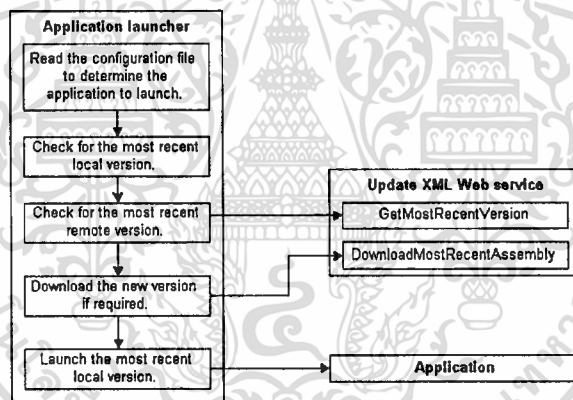 Application launcher
Read the configuration file
to determine the
application to launch.
Check for the most recent
local version.
Check for the most recent
remote version.
Download the new version
if required.
Launch the most recent
local version.
Update XML Web service
GetMostRecentVersion
DownloadMostRecentAssembly
Application